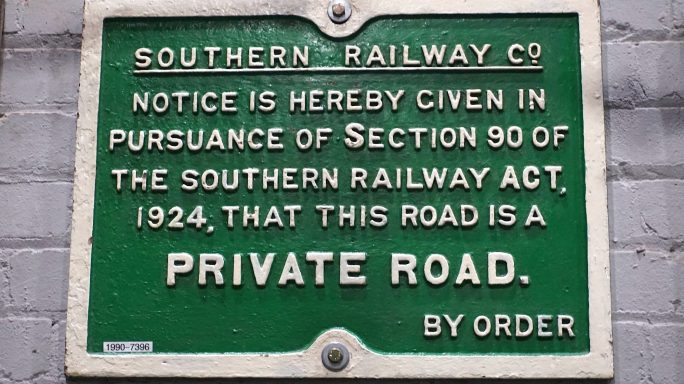 SOUTHERN RAILWAY Cº
NOTICE IS HEREBY GIVEN IN
PURSUANCE OF SECTION 90 OF
THE SOUTHERN RAILWAY ACT,
1924, THAT THIS ROAD IS A
PRIVATE ROAD.
BY ORDER
1990-7396